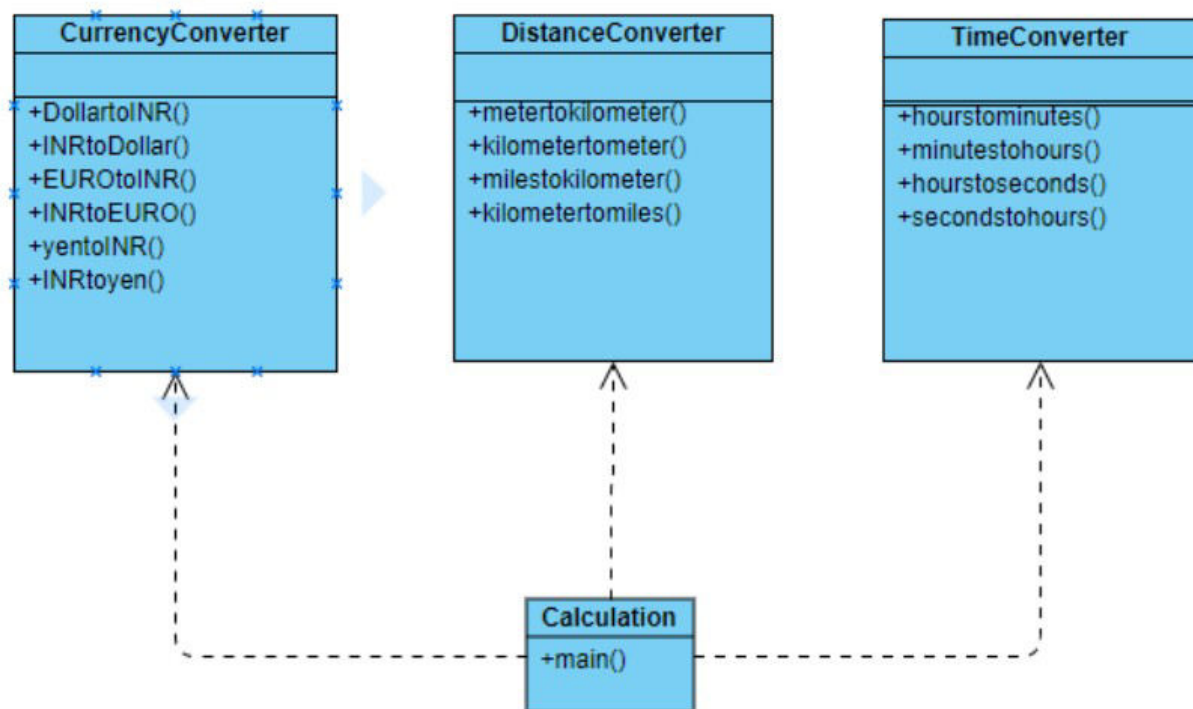 CurrencyConverter
+DollartoINR()
+INRtoDollar()
+EUROtoINR()
+INRtoEURO()
+yentoINR()
+INRtoyen()
DistanceConverter
+metertokilometer()
+kilometertometer()
+milestokilometer()
+kilometertomiles()
TimeConverter
+hourstominutes()
+minutestohours()
+hourstoseconds()
+secondstohours()
Calculation
+main()